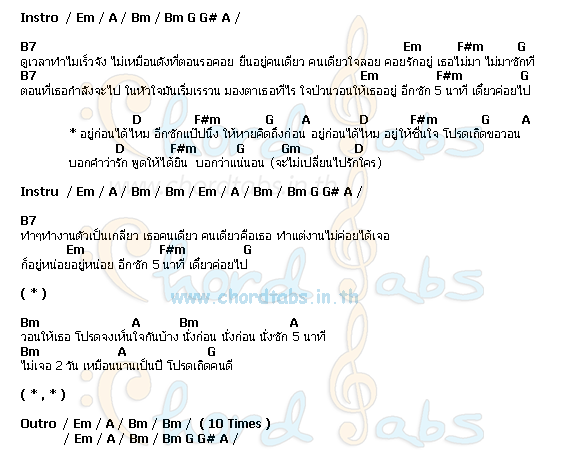 Instro / Em / A / Bm / Bm G G# A /
B7 Em F#m G
ดูเวลาทำไมเร็วจัง ไม่เหมือนดังที่ตอนรอคอย ยืนอยู่คนเดียว คนเดียวใจลอย คอยรักอยู่ เธอไม่มา ไม่มาซักที
B7 Em F#m G
ตอนที่เธอกำลังจะไป ในหัวใจมันเริ่มเรรวน มองตาเธอทีไร ใจป่วนวอนให้เธออยู่ อีกซัก 5 นาที เดี๋ยวค่อยไป
D F#m G A D F#m G A
* อยู่ก่อนได้ไหม อีกซักแป๊ปนึง ให้หายคิดถึงก่อน อยู่ก่อนได้ไหม อยู่ให้ชื่นใจ โปรดเถิดขอวอน
D F#m G Gm D
บอกคำว่ารัก พูดให้ได้ยิน บอกว่าแน่นอน (จะไม่เปลี่ยนไปรักใคร)
Instru / Em / A / Bm / Bm / Em / A / Bm / Bm G G# A /
B7
ทำๆทำงานตัวเป็นเกลียว เธอคนเดียว คนเดียวคือเธอ ทำแต่งานไม่ค่อยได้เจอ
Em F#m G
ก็อยู่หน่อยอยู่หน่อย อีกซัก 5 นาที เดี๋ยวค่อยไป
www.chordtabs.in.th
( * )
Bm A Bm A
วอนให้เธอ โปรดจงเห็นใจกันบ้าง นั่งก่อน นั่งก่อน นั่งซัก 5 นาที
Bm A G
ไม่เจอ 2 วัน เหมือนนานเป็นปี โปรดเถิดคนดี
( * , * )
Outro / Em / A / Bm / Bm / ( 10 Times )
/ Em / A / Bm / Bm G G# A /